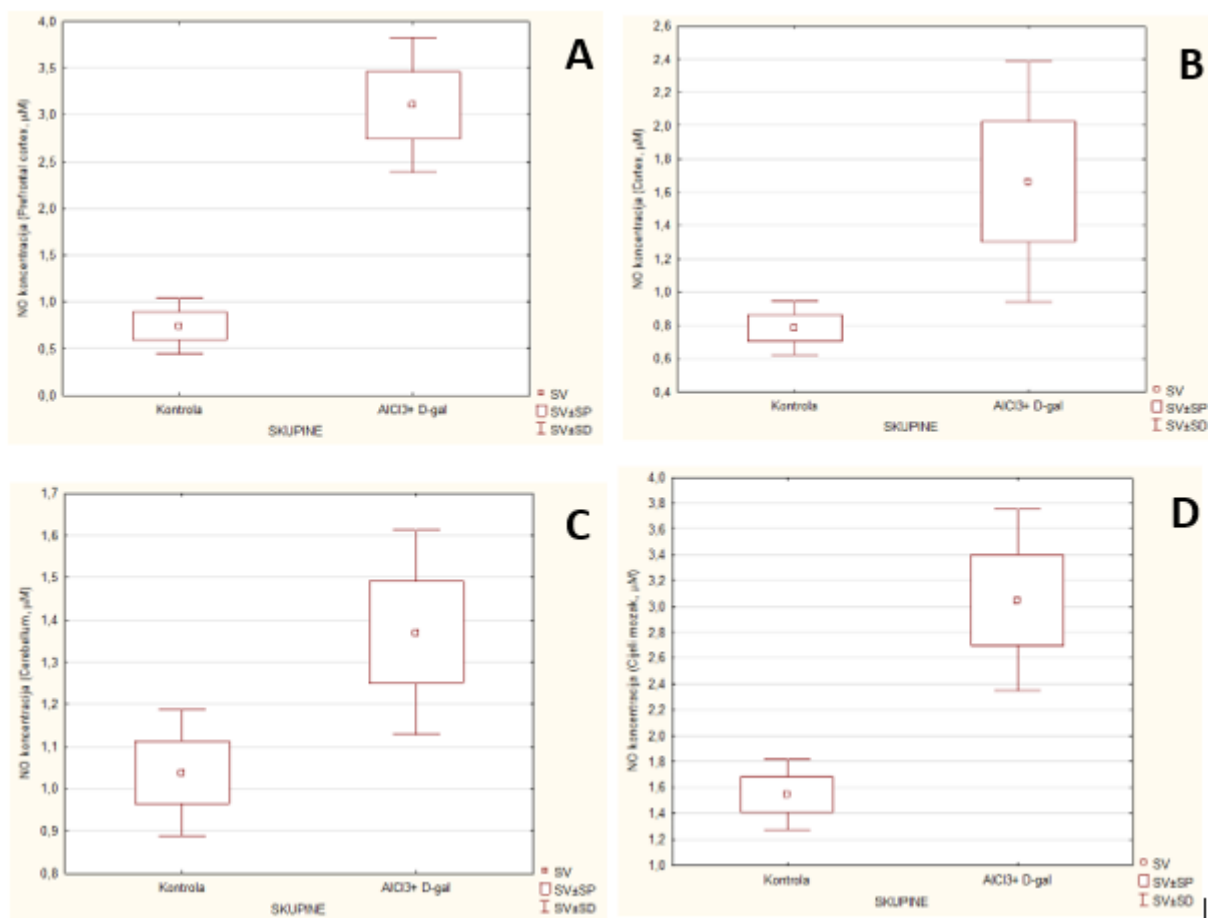 A
NO koncentracija (Prefrontal cortex, µM)
4,0
3,5
3,0
2,5
2,0
1,5
1,0
0,5
0,0
Kontrola
AlCl3+ D-gal
SKUPINE
SV
SV±SP
SV±SD
B
NO koncentracija (Cortex, µM)
2,6
2,4
2,2
2,0
1,8
1,6
1,4
1,2
1,0
0,8
0,6
0,4
Kontrola
AlCl3+ D-gal
SKUPINE
SV
SV±SP
SV±SD
C
NO koncentracija (Cerebellum, µM)
1,7
1,6
1,5
1,4
1,3
1,2
1,1
1,0
0,9
0,8
Kontrola
AlCl3+ D-gal
SKUPINE
SV
SV±SP
SV±SD
D
NO koncentracija (Cijeli mozak, µM)
4,0
3,8
3,6
3,4
3,2
3,0
2,8
2,6
2,4
2,2
2,0
1,8
1,6
1,4
1,2
1,0
Kontrola
AlCl3+ D-gal
SKUPINE
SV
SV±SP
SV±SD